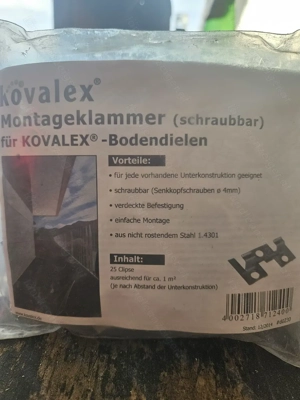 kovalex®
Montageklammer (schraubbar)
für KOVALEX®-Bodendielen
Vorteile:
• für jede vorhandene Unterkonstruktion geeignet
• schraubbar (Senkkopfschrauben ø 4mm)
• verdeckte Befestigung
• einfache Montage
• aus nicht rostendem Stahl 1.4301
Inhalt:
25 Clipse
ausreichend für ca. 1 m²
(je nach Abstand der Unterkonstruktion)